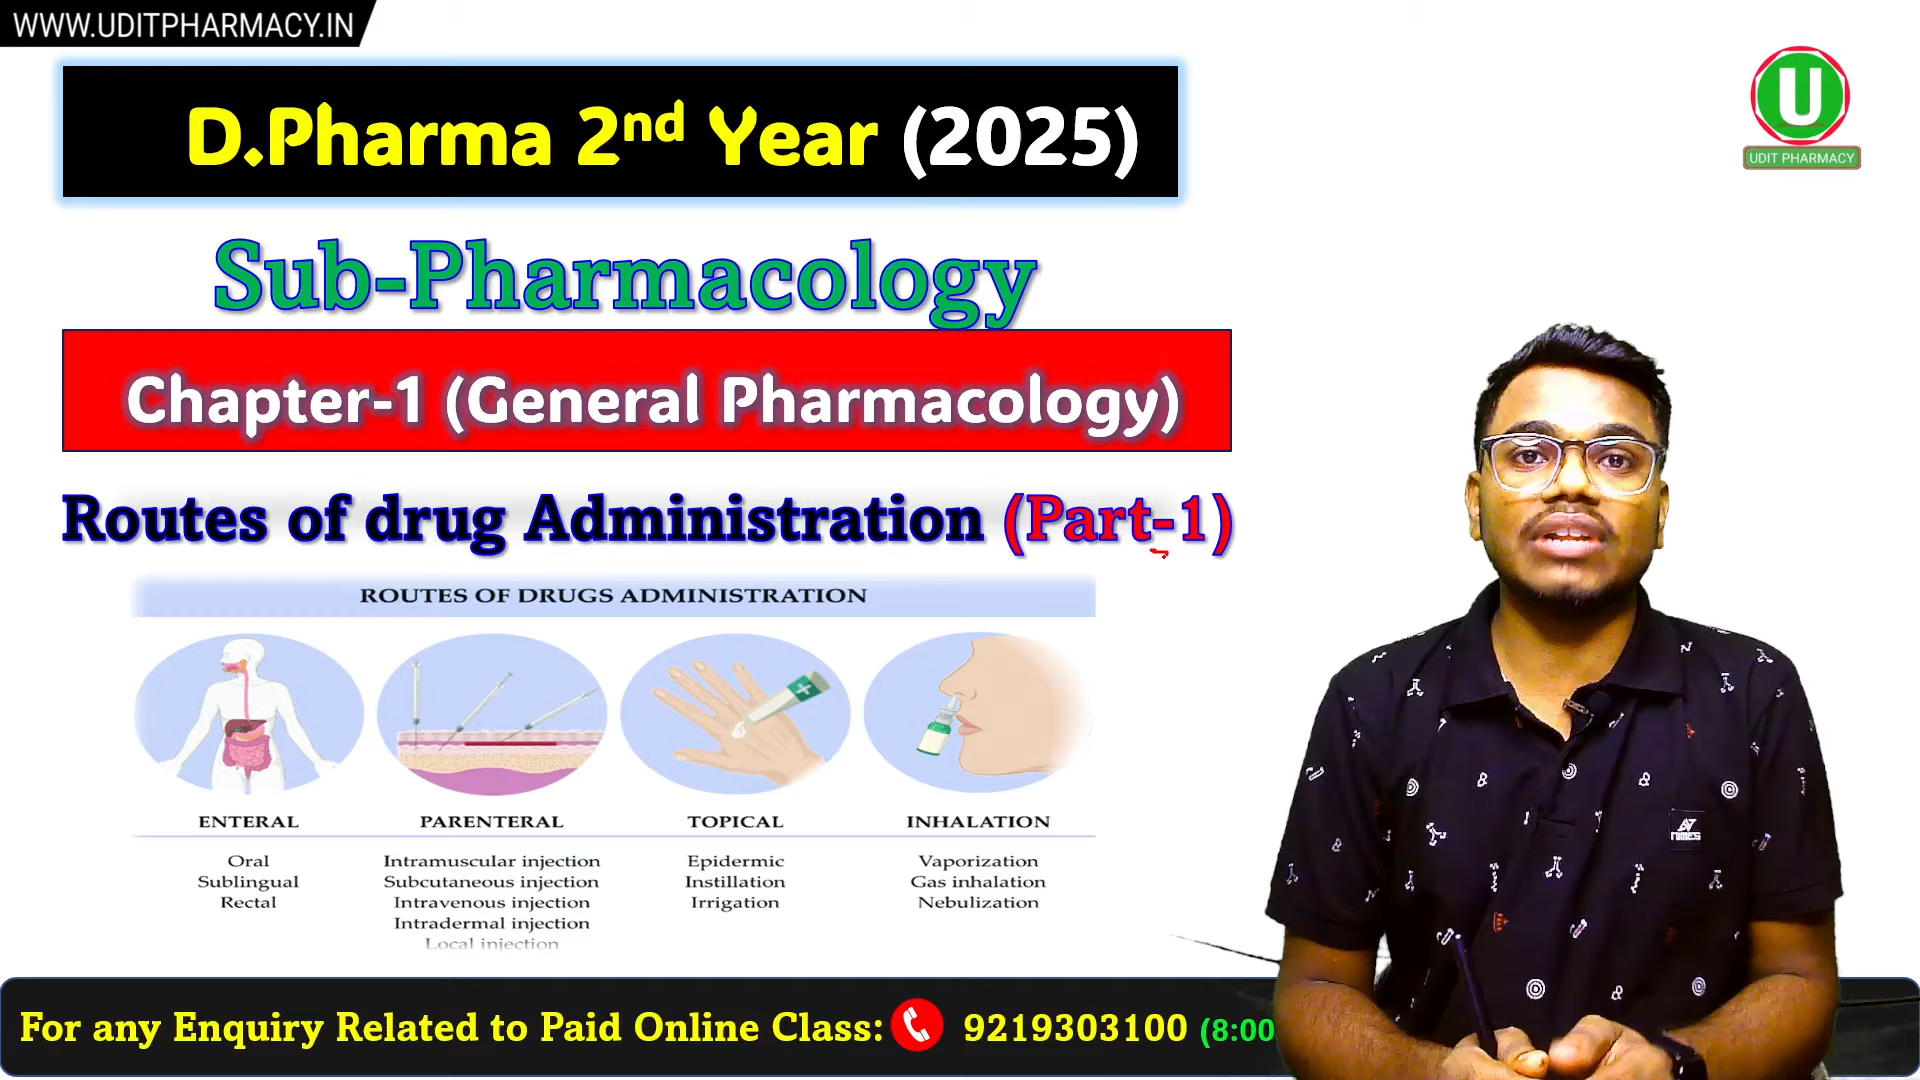 WWW.UDITPHARMACY.IN
U
UDIT PHARMACY
D.Pharma 2nd Year (2025)
Sub-Pharmacology
Chapter-1 (General Pharmacology)
Routes of drug Administration (Part-1)
ROUTES OF DRUGS ADMINISTRATION
ENTERAL
Oral
Sublingual
Rectal
PARENTERAL
Intramuscular injection
Subcutaneous injection
Intravenous injection
Intradermal injection
Local injection
TOPICAL
Epidermic
Instillation
Irrigation
INHALATION
Vaporization
Gas inhalation
Nebulization
For any Enquiry Related to Paid Online Class: 9219303100 (8:00